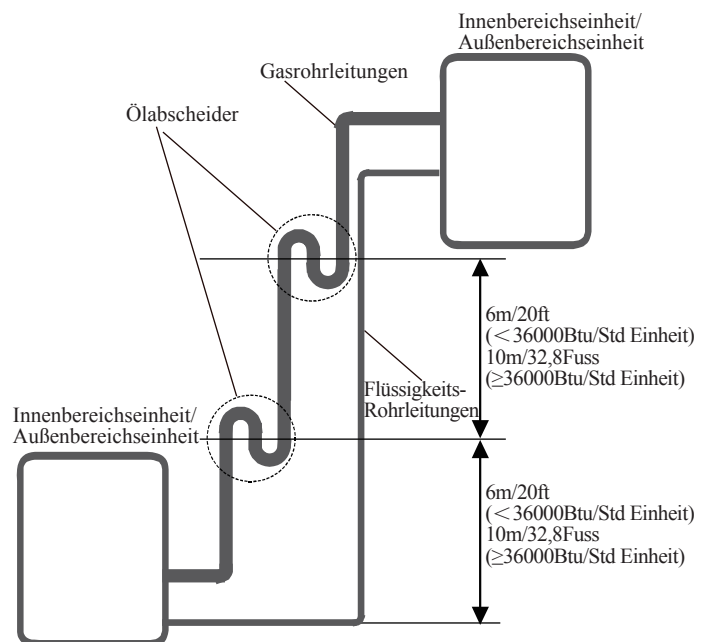 Innenbereichseinheit/
Außenbereichseinheit
Gasrohrleitungen
Ölabscheider
6m/20ft
(<36000Btu/Std Einheit)
10m/32,8Fuss
(≥36000Btu/Std Einheit)
Flüssigkeits-
Rohrleitungen
Innenbereichseinheit/
Außenbereichseinheit
6m/20ft
(<36000Btu/Std Einheit)
10m/32,8Fuss
(≥36000Btu/Std Einheit)